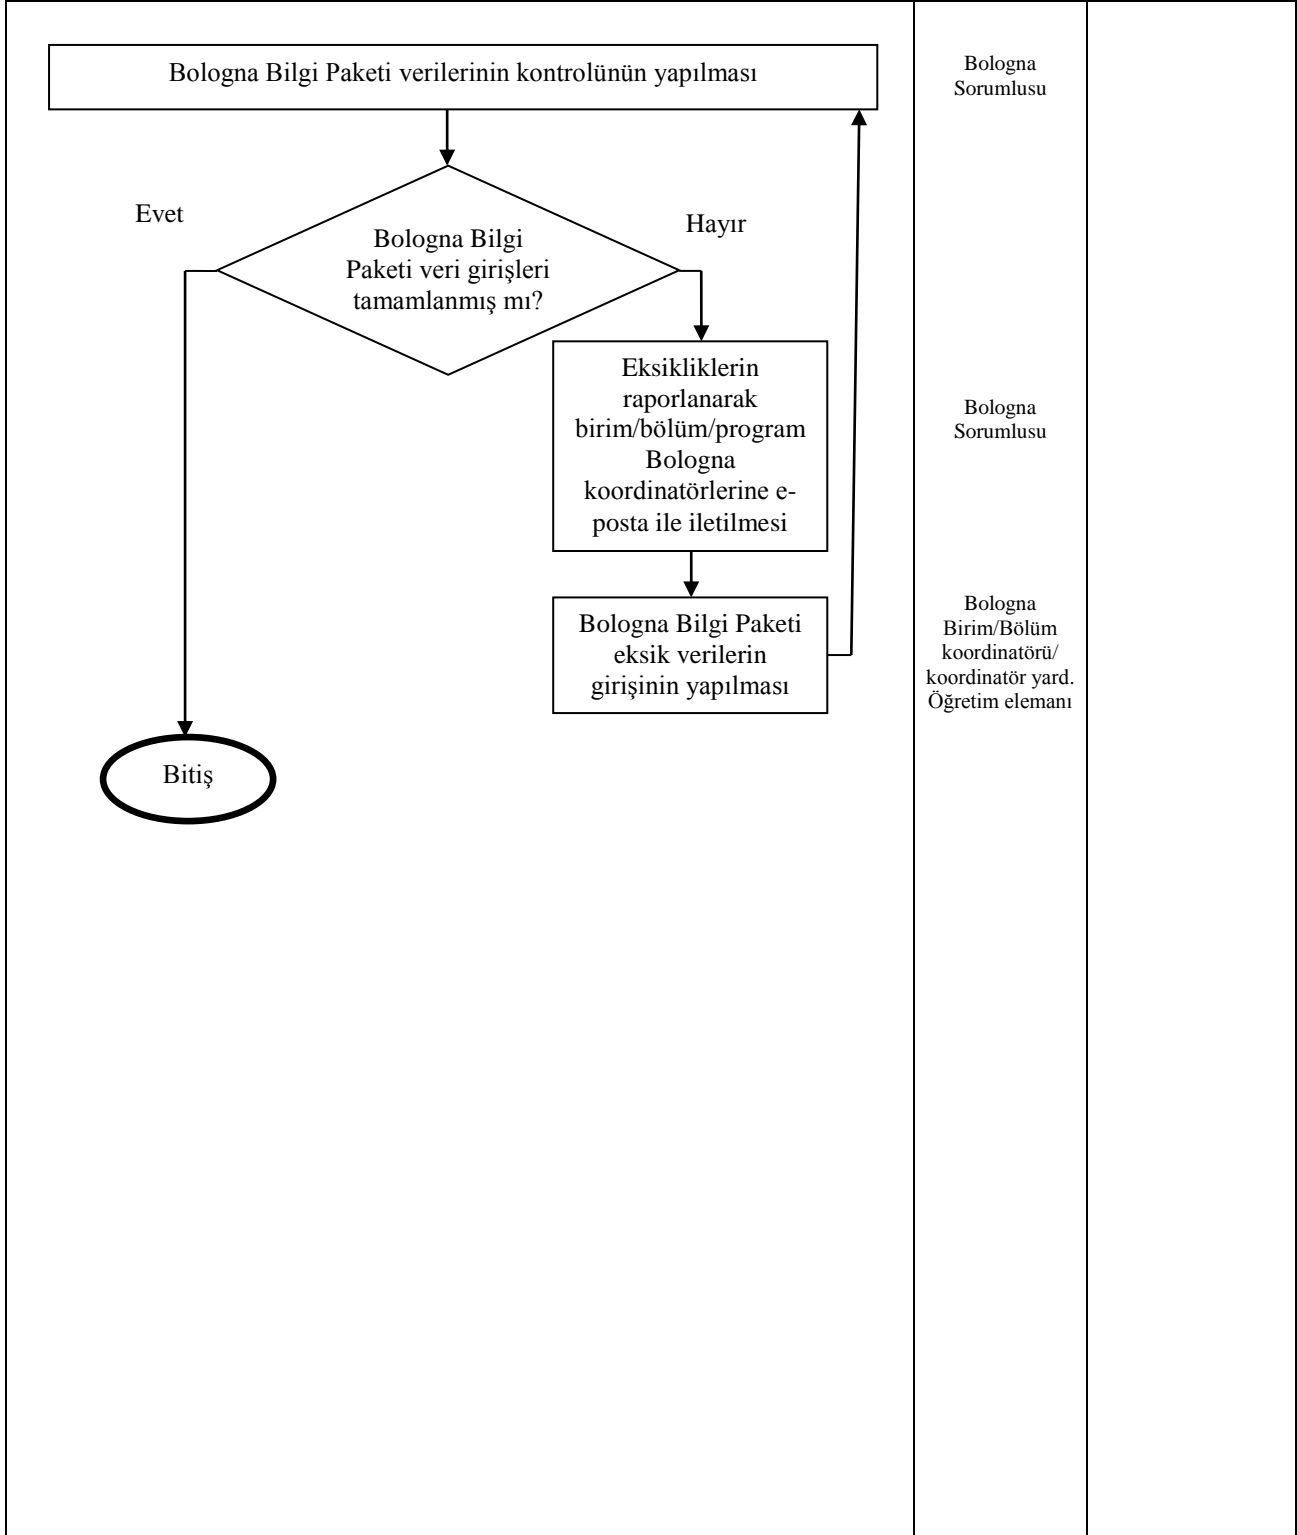 Bologna Bilgi Paketi verilerinin kontrolünün yapılması
Bologna
Sorumlusu
Evet
Hayır
Bologna Bilgi
Paketi veri girişleri
tamamlanmış mı?
Eksikliklerin
raporlanarak
birim/bölüm/program
Bologna
koordinatörlerine e-
posta ile iletilmesi
Bologna
Sorumlusu
Bologna Bilgi Paketi
eksik verilerin
girişinin yapılması
Bologna
Birim/Bölüm
koordinatörü/
koordinatör yard.
Öğretim elemanı
Bitiş